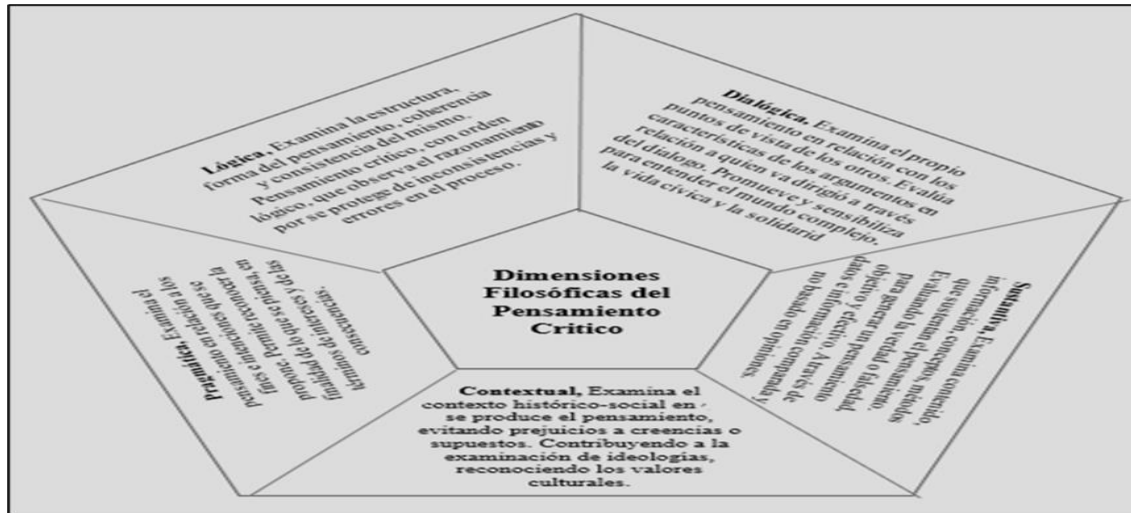 Lógica. Examina la estructura,
forma del pensamiento, coherencia
y consistencia del mismo.
Pensamiento crítico, con orden
lógico, que observa el razonamiento
por se protege de inconsistencias y
errores en el proceso.
Dialógica. Examina el propio
pensamiento en relación con los
puntos de vista de los otros. Evalúa
características de los argumentos en
relación a quien va dirigió a través
del dialogo. Promueve y sensibiliza
para entender el mundo complejo,
la vida cívica y la solidarid
Dimensiones
Filosóficas del
Pensamiento
Critico
Pragmática. Examina el
pensamiento en relación a los
fines e intenciones que se
propone. Permite reconocer la
finalidad de lo que se piensa, en
términos de intereses y de las
consecuencias.
Sustantiva. Examina contenido,
información, conceptos, métodos
que sustentan el pensamiento.
Evaluando la verdad o falsedad,
para generar un pensamiento
objetivo y efectivo. A través de
datos e información comparada y
no basado en opiniones.
Contextual, Examina el
contexto histórico-social en
se produce el pensamiento,
evitando prejuicios a creencias o
supuestos. Contribuyendo a la
examinación de ideologías,
reconociendo los valores
culturales.